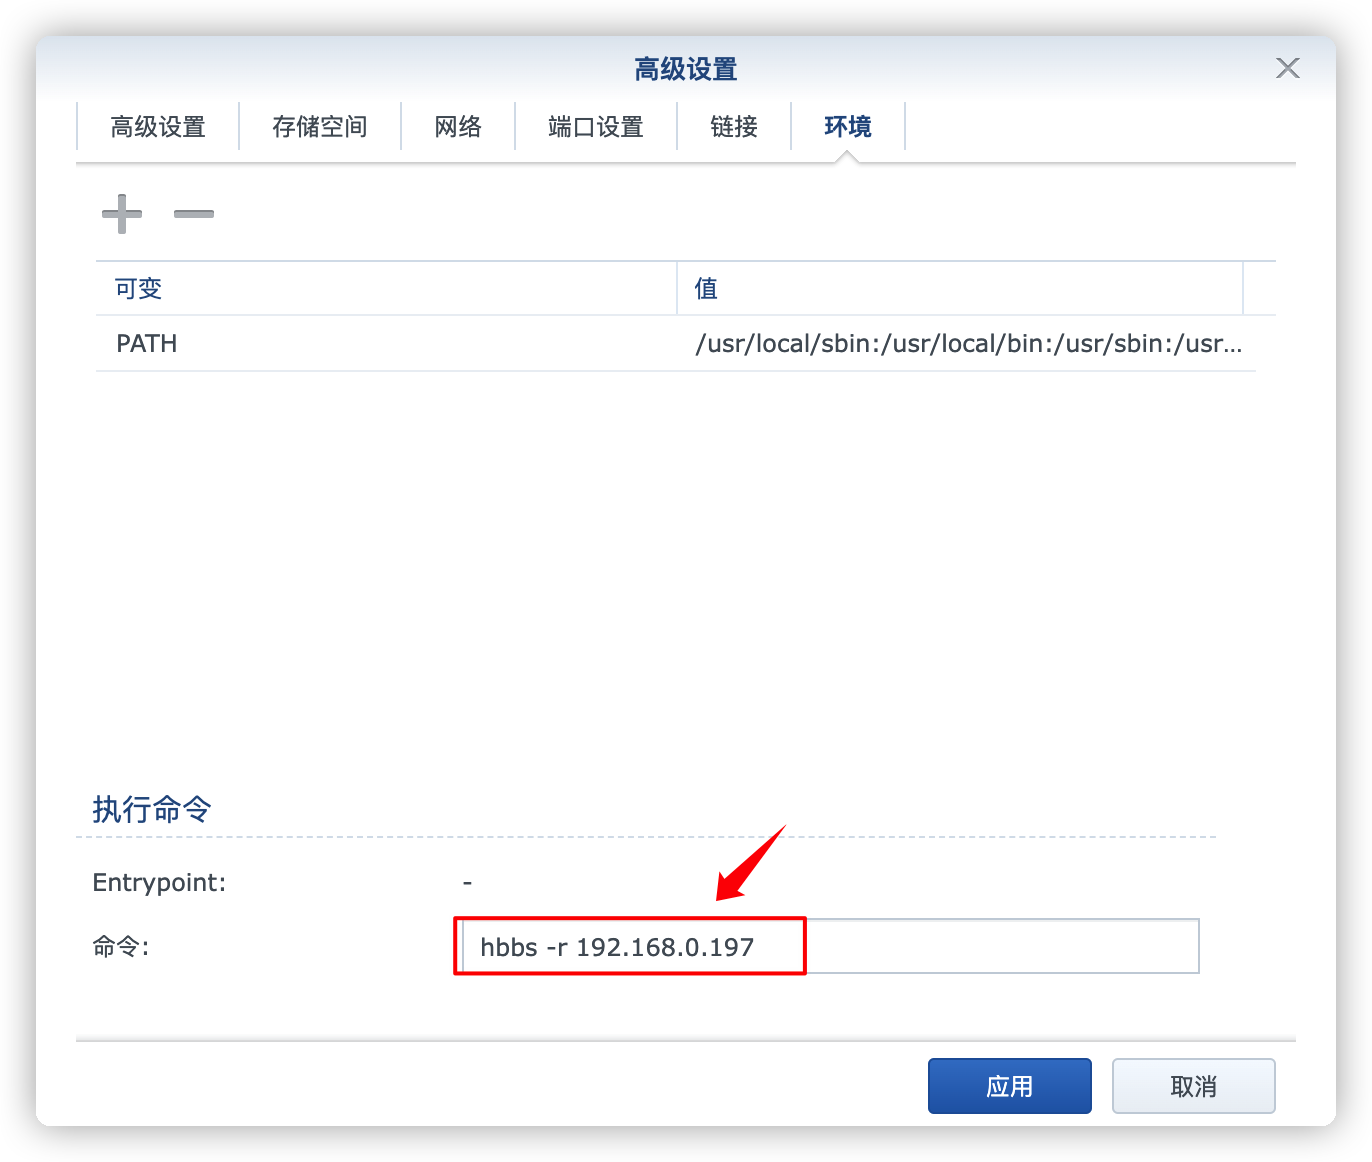 高级设置
高级设置 存储空间 网络 端口设置 链接 环境
可变 值
PATH /usr/local/sbin:/usr/local/bin:/usr/sbin:/usr...
执行命令
Entrypoint: -
命令: hbbs -r 192.168.0.197
应用 取消